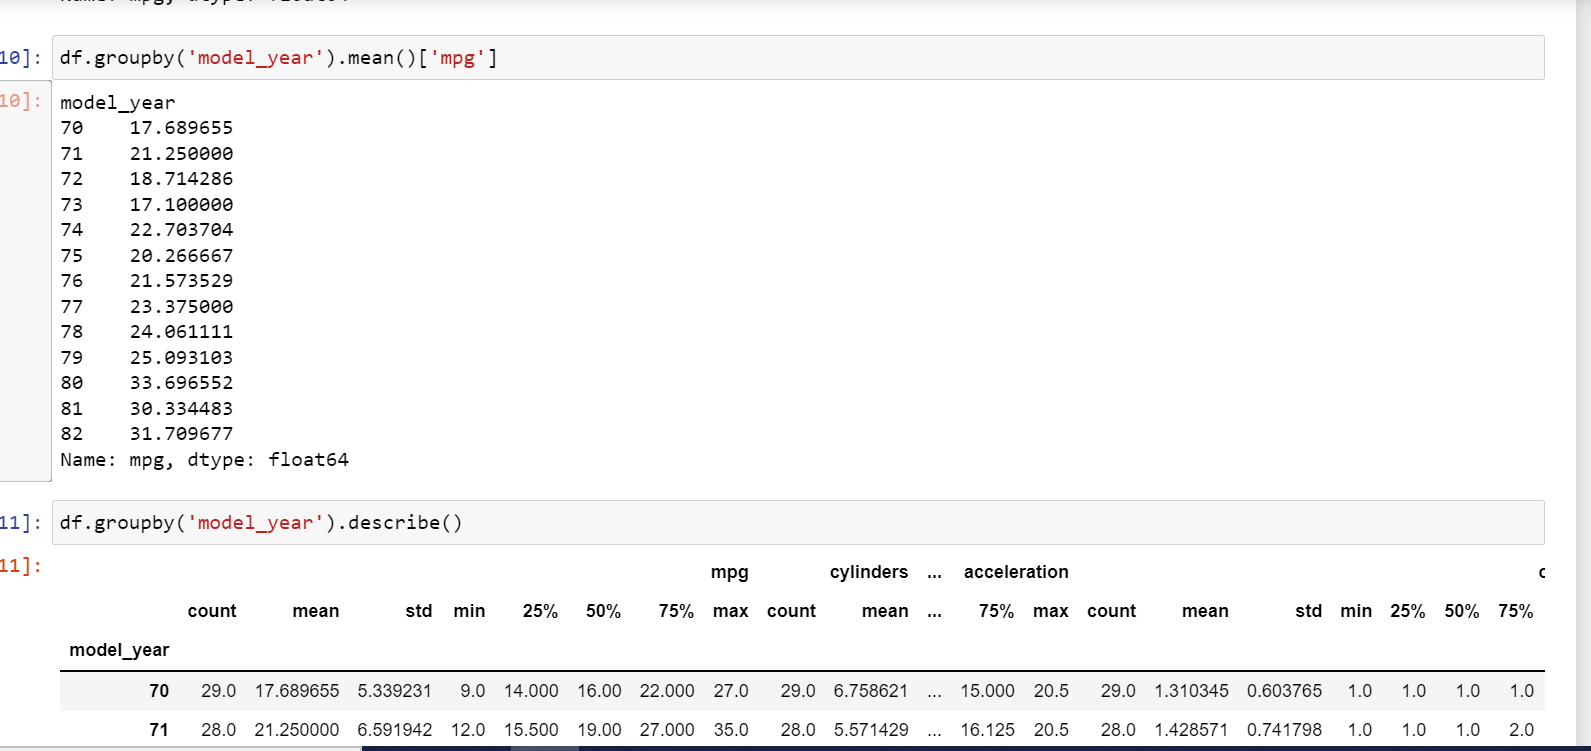 10]: df.groupby('model_year').mean()['mpg']
10]: model_year
70 17.689655
71 21.250000
72 18.714286
73 17.100000
74 22.703704
75 20.266667
76 21.573529
77 23.375000
78 24.061111
79 25.093103
80 33.696552
81 30.334483
82 31.709677
Name: mpg, dtype: float64
11]: df.groupby('model_year').describe()
11]:
mpg cylinders ... acceleration
count mean std min 25% 50% 75% max count mean ... 75% max count mean std min 25% 50% 75%
model_year
70 29.0 17.689655 5.339231 9.0 14.000 16.00 22.000 27.0 29.0 6.758621 ... 15.000 20.5 29.0 1.310345 0.603765 1.0 1.0 1.0 1.0
71 28.0 21.250000 6.591942 12.0 15.500 19.00 27.000 35.0 28.0 5.571429 ... 16.125 20.5 28.0 1.428571 0.741798 1.0 1.0 1.0 2.0